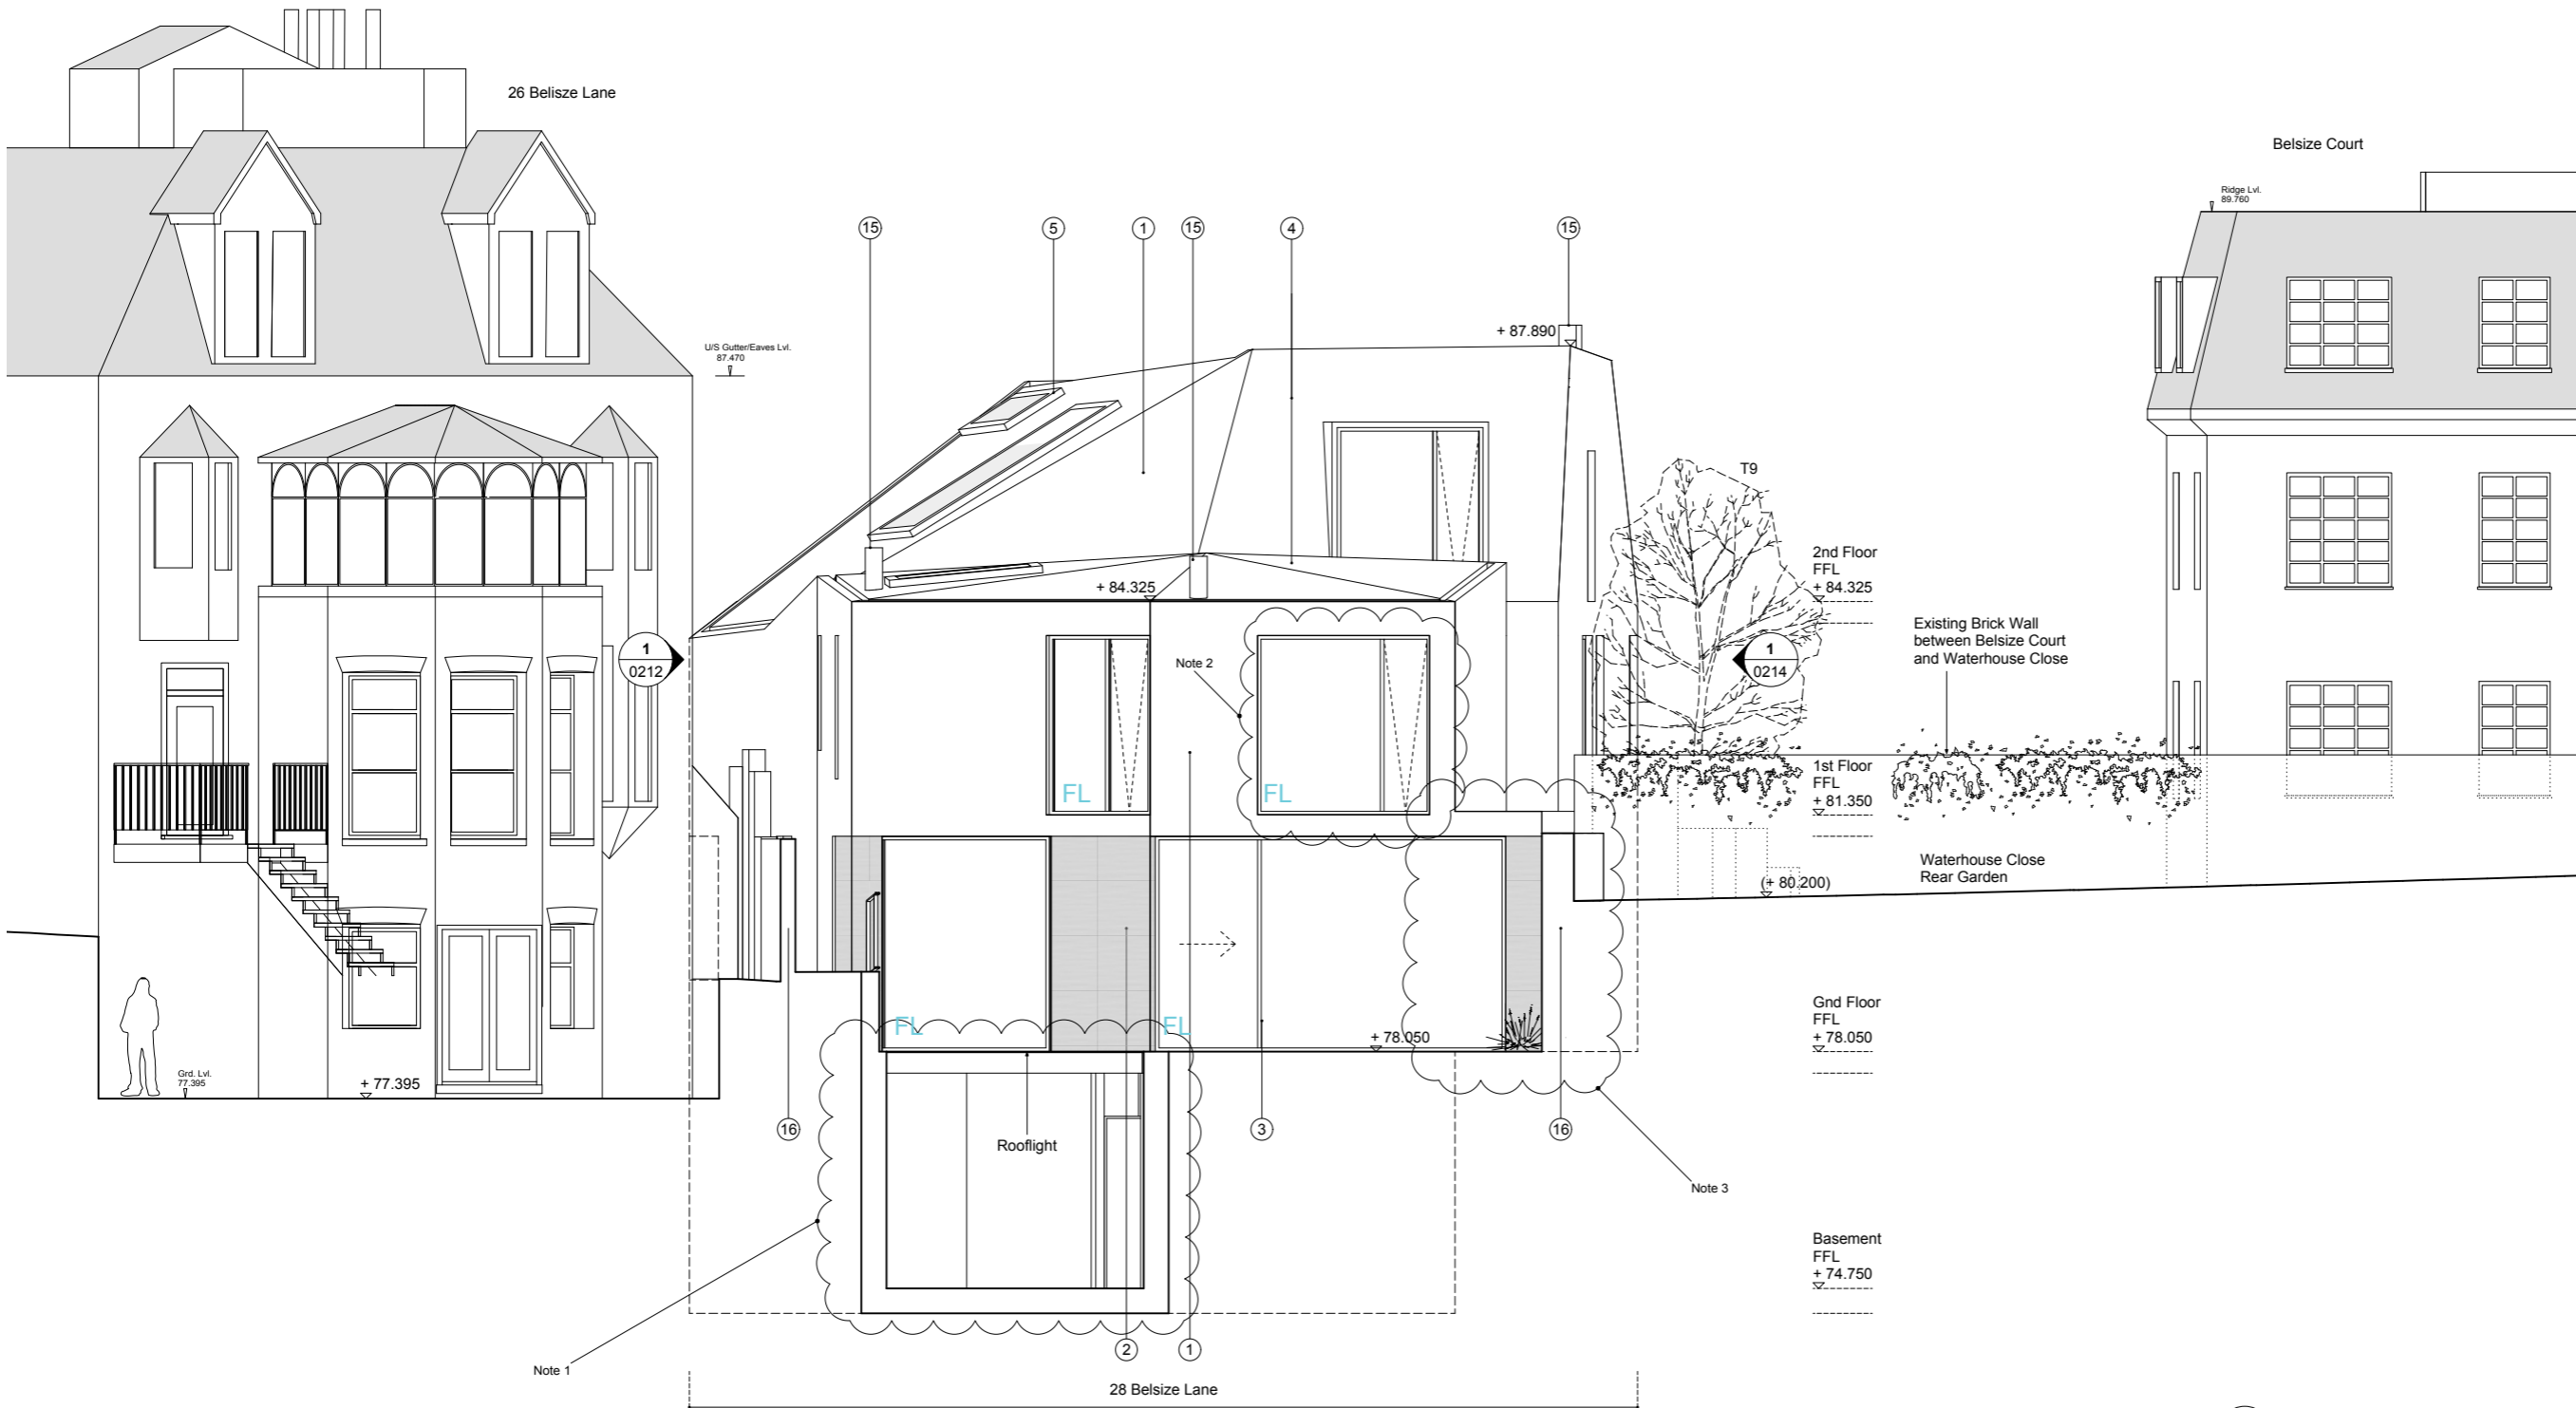 26 Belisze Lane
Belsize Court
Ridge Lvl.
89.760
15
5
1
15
4
15
+ 87.890
U/S Gutter/Eaves Lvl.
87.470
T9
2nd Floor
FFL
+ 84.325
+ 84.325
Existing Brick Wall
between Belsize Court
and Waterhouse Close
1
0212
Note 2
1
0214
FL
FL
1st Floor
FFL
+ 81.350
Waterhouse Close
Rear Garden
(+ 80.200)
FL
FL
+ 78.050
Gnd Floor
FFL
+ 78.050
Grd. Lvl.
77.395
+ 77.395
16
Rooflight
3
16
Note 3
Basement
FFL
+ 74.750
2
1
Note 1
28 Belsize Lane